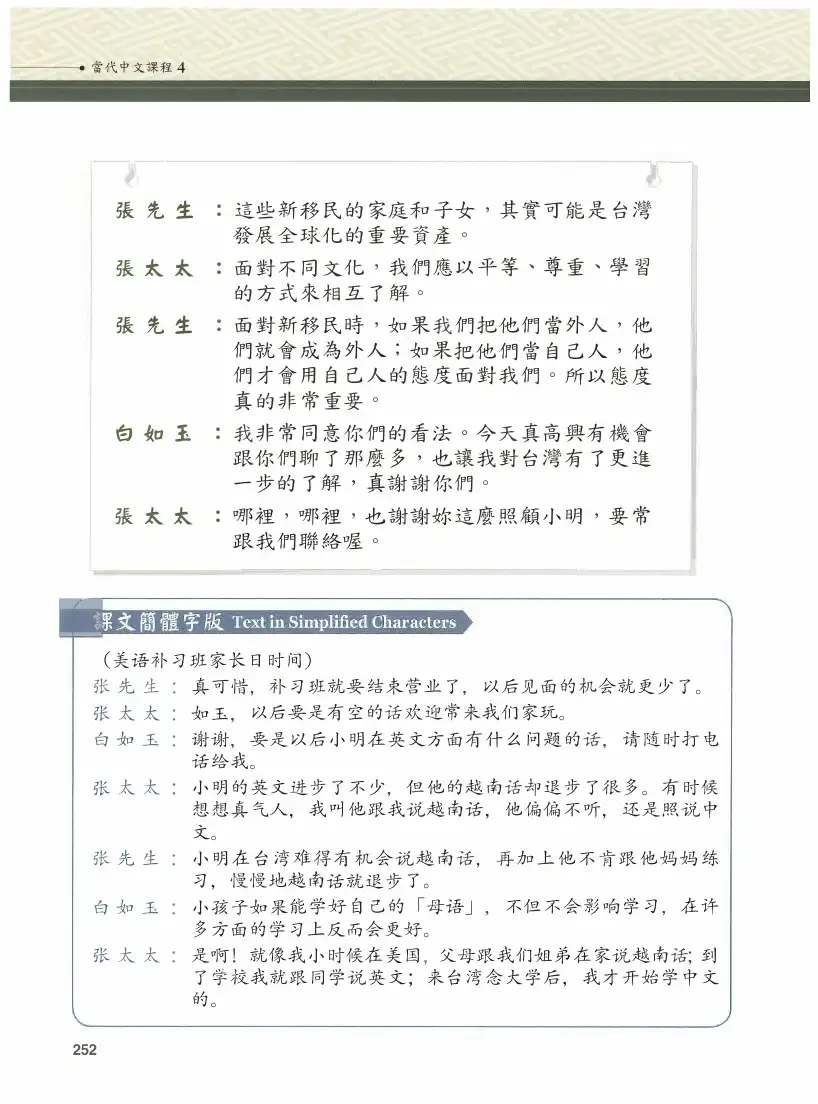 當代中文課程 4
張先生：這些新移民的家庭和子女，其實可能是台灣
發展全球化的重要資產。
張太太：面對不同文化，我們應以平等、尊重、學習
的方式來相互了解。
張先生：面對新移民時，如果我們把他們當外人，他
們就會成為外人；如果把他們當自己人，他
們才會用自己人的態度面對我們。所以態度
真的非常重要。
白如玉：我非常同意你們的看法。今天真高興有機會
跟你們聊了那麼多，也讓我對台灣有了更進
一步的了解，真謝謝你們。
張太太：哪裡，哪裡，也謝謝妳這麼照顧小明，要常
跟我們聯絡喔。
課文簡體字版 Text in Simplified Characters
（美语补习班家长日时间）
张先生：真可惜，补习班就要结束营业了，以后见面的机会就更少了。
张太太：如玉，以后要是有空的话欢迎常来我们家玩。
白如玉：谢谢，要是以后小明在英文方面有什么问题的话，请随时打电
话给我。
张太太：小明的英文进步了不少，但他的越南话却退步了很多。有时候
想想真气人，我叫他跟我说越南话，他偏偏不听，还是照说中
文。
张先生：小明在台湾难得有机会说越南话，再加上他不肯跟他妈妈练
习，慢慢地越南话就退步了。
白如玉：小孩子如果能学好自己的「母语」，不但不会影响学习，在许
多方面的学习上反而会更好。
张太太：是啊！就像我小时候在美国，父母跟我们姐弟在家说越南话；到
了学校我就跟同学说英文；来台湾念大学后，我才开始学中文
的。
252